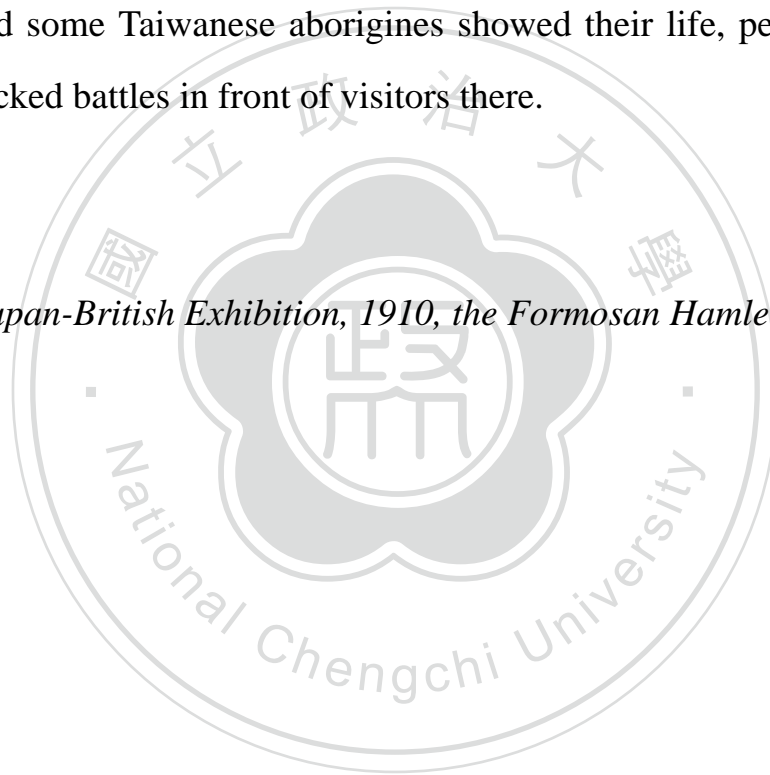 d some Taiwanese aborigines showed their life, pe
cked battles in front of visitors there.
國立政治大學
apan-British Exhibition, 1910, the Formosan Hamle
政
National Chengchi University